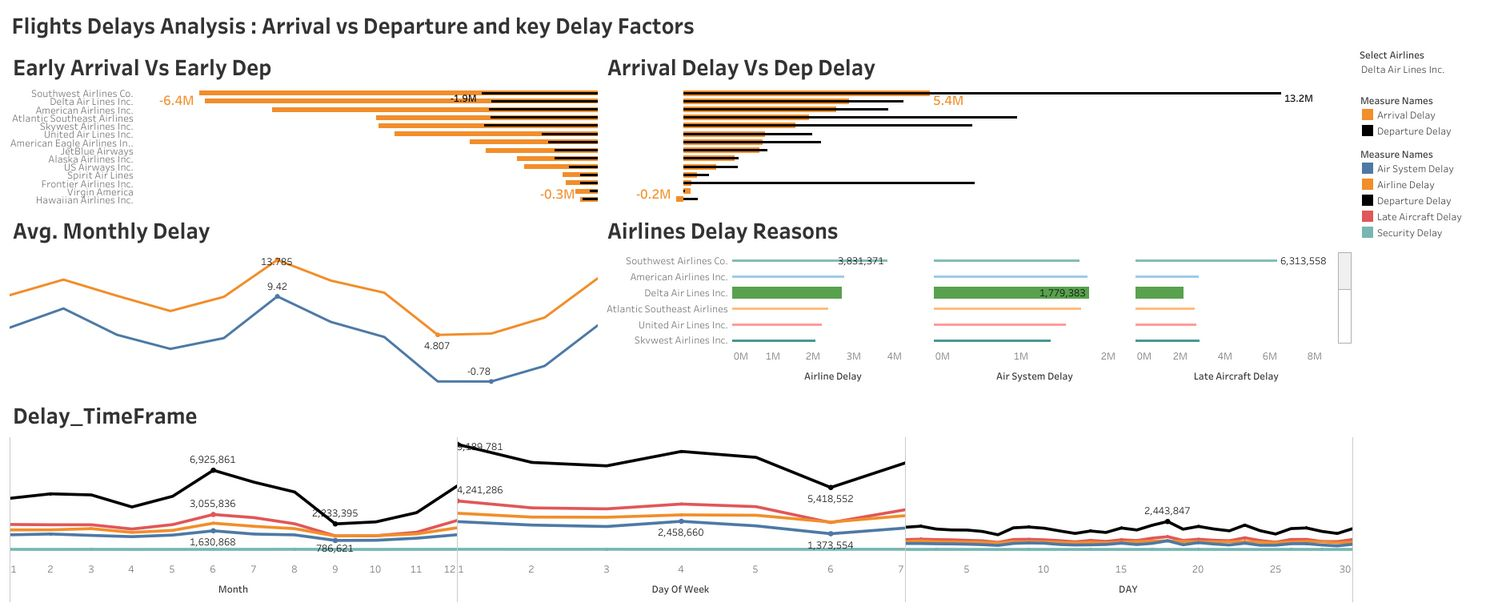 Flights Delays Analysis : Arrival vs Departure and key Delay Factors
Select Airlines
Delta Air Lines Inc.
Measure Names
Arrival Delay
Departure Delay
Measure Names
Air System Delay
Airline Delay
Departure Delay
Late Aircraft Delay
Security Delay
Early Arrival Vs Early Dep
Southwest Airlines Co.
Delta Air Lines Inc.
American Airlines Inc.
Atlantic Southeast Airlines
Skywest Airlines Inc.
United Air Lines Inc.
American Eagle Airlines In..
JetBlue Airways
Alaska Airlines Inc.
US Airways Inc.
Spirit Air Lines
Frontier Airlines Inc.
Virgin America
Hawaiian Airlines Inc.
-6.4M
-1.9M
-0.3M
Arrival Delay Vs Dep Delay
5.4M
13.2M
-0.2M
Avg. Monthly Delay
13.785
9.42
4.807
-0.78
Airlines Delay Reasons
Southwest Airlines Co.
American Airlines Inc.
Delta Air Lines Inc.
Atlantic Southeast Airlines
United Air Lines Inc.
Skywest Airlines Inc.
3,831,371
1,779,383
6,313,558
0M 1M 2M 3M 4M
0M 1M 2M
0M 2M 4M 6M 8M
Airline Delay
Air System Delay
Late Aircraft Delay
Delay_TimeFrame
6,925,861
3,055,836
1,630,868
786,621
4,241,286
2,458,660
5,418,552
1,373,554
2,443,847
1 2 3 4 5 6 7 8 9 10 11 12
1 2 3 4 5 6 7
5 10 15 20 25 30
Month
Day Of Week
DAY